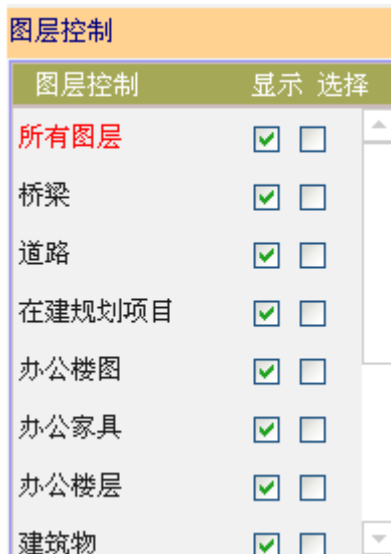 图层控制
图层控制 显示 选择
所有图层
桥梁
道路
在建规划项目
办公楼图
办公家具
办公楼层
建筑物